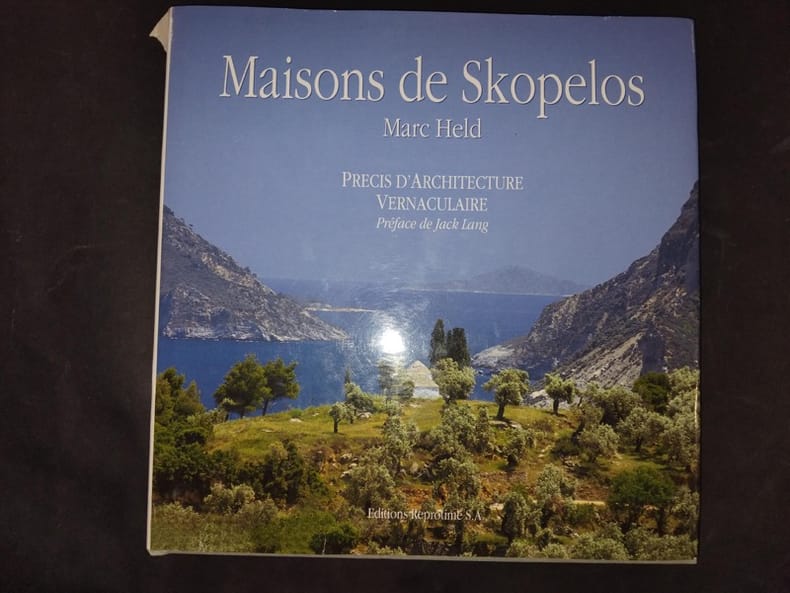 Maisons de Skopelos
Marc Held
PRECIS D'ARCHITECTURE
VERNACULAIRE
Préface de Jack Lang
Editions Reprotime S.A.